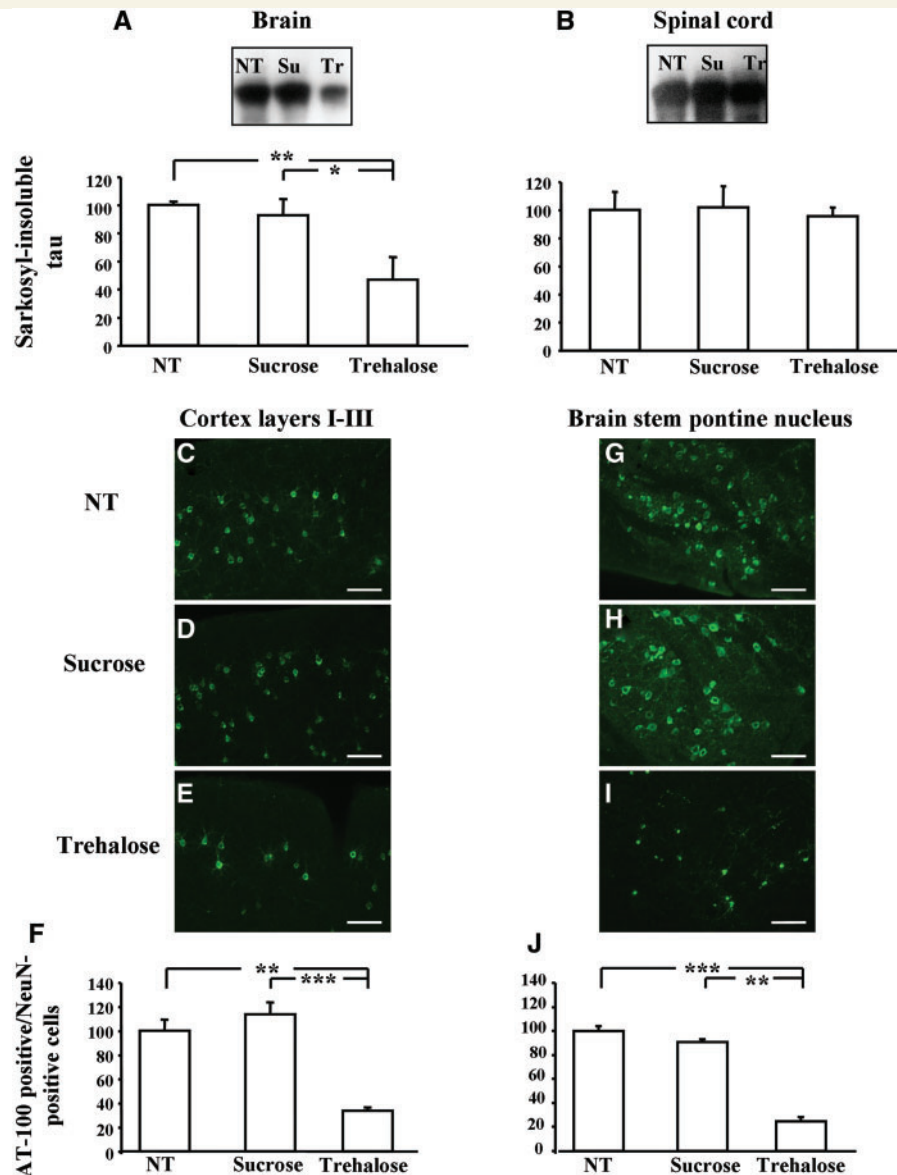 A Brain
NT Su Tr
** 
*
Sarkosyl-insoluble
tau
120
100
80
60
40
20
0
NT Sucrose Trehalose
B Spinal cord
NT Su Tr
120
100
80
60
40
20
0
NT Sucrose Trehalose
Cortex layers I-III
Brain stem pontine nucleus
NT
C
G
Sucrose
D
H
Trehalose
E
I
F
**
***
AT-100 positive/NeuN-
positive cells
140
120
100
80
60
40
20
0
NT Sucrose Trehalose
J
***
**
140
120
100
80
60
40
20
0
NT Sucrose Trehalose